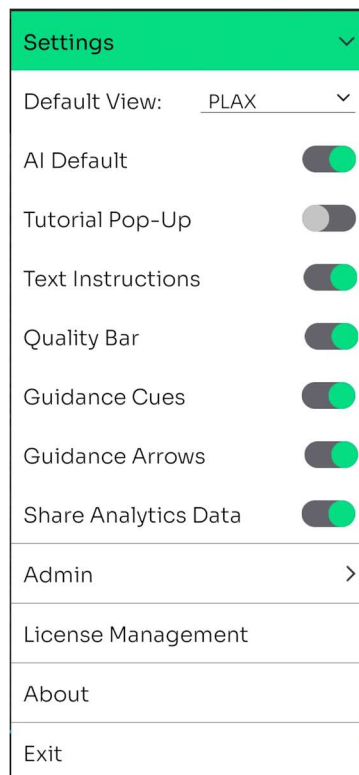 Settings
Default View: PLAX
AI Default
Tutorial Pop-Up
Text Instructions
Quality Bar
Guidance Cues
Guidance Arrows
Share Analytics Data
Admin
License Management
About
Exit